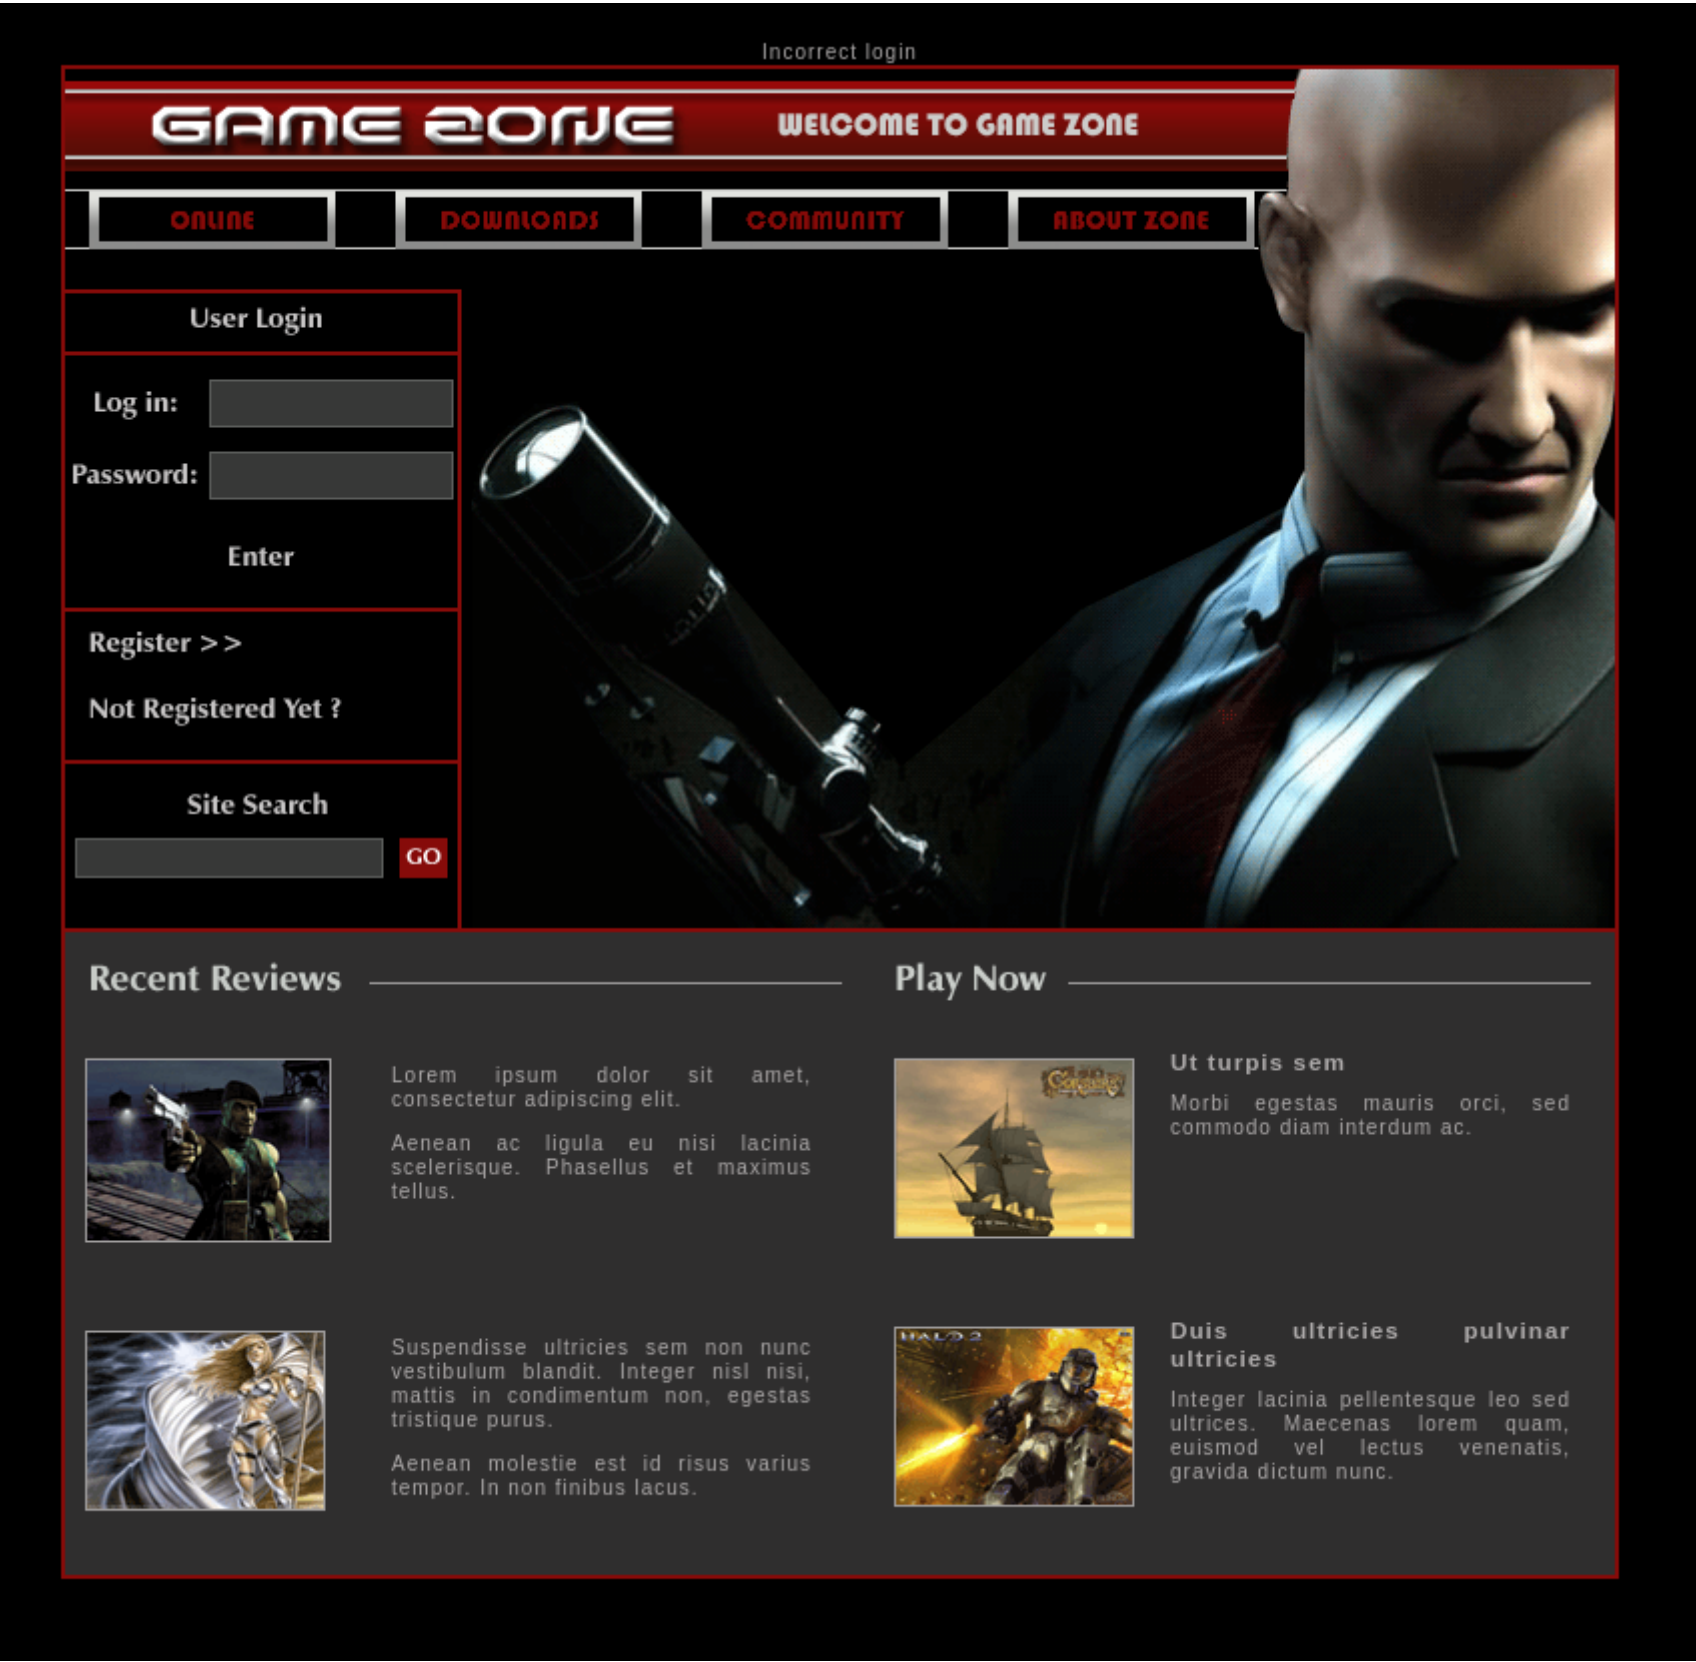 Incorrect login
GAME ZONE
WELCOME TO GAME ZONE
ONLINE
DOWNLOADS
COMMUNITY
ABOUT ZONE
User Login
Log in:
Password:
Enter
Register >>
Not Registered Yet ?
Site Search
GO
Recent Reviews
Lorem ipsum dolor sit amet,
consectetur adipiscing elit.
Aenean ac ligula eu nisi lacinia
scelerisque. Phasellus et maximus
tellus.
Suspendisse ultricies sem non nunc
vestibulum blandit. Integer nisl nisi,
mattis in condimentum non, egestas
tristique purus.
Aenean molestie est id risus varius
tempor. In non finibus lacus.
Play Now
Ut turpis sem
Morbi egestas mauris orci, sed
commodo diam interdum ac.
HALO 2
Duis ultricies pulvinar
ultricies
Integer lacinia pellentesque leo sed
ultrices. Maecenas lorem quam,
euismod vel lectus venenatis,
gravida dictum nunc.